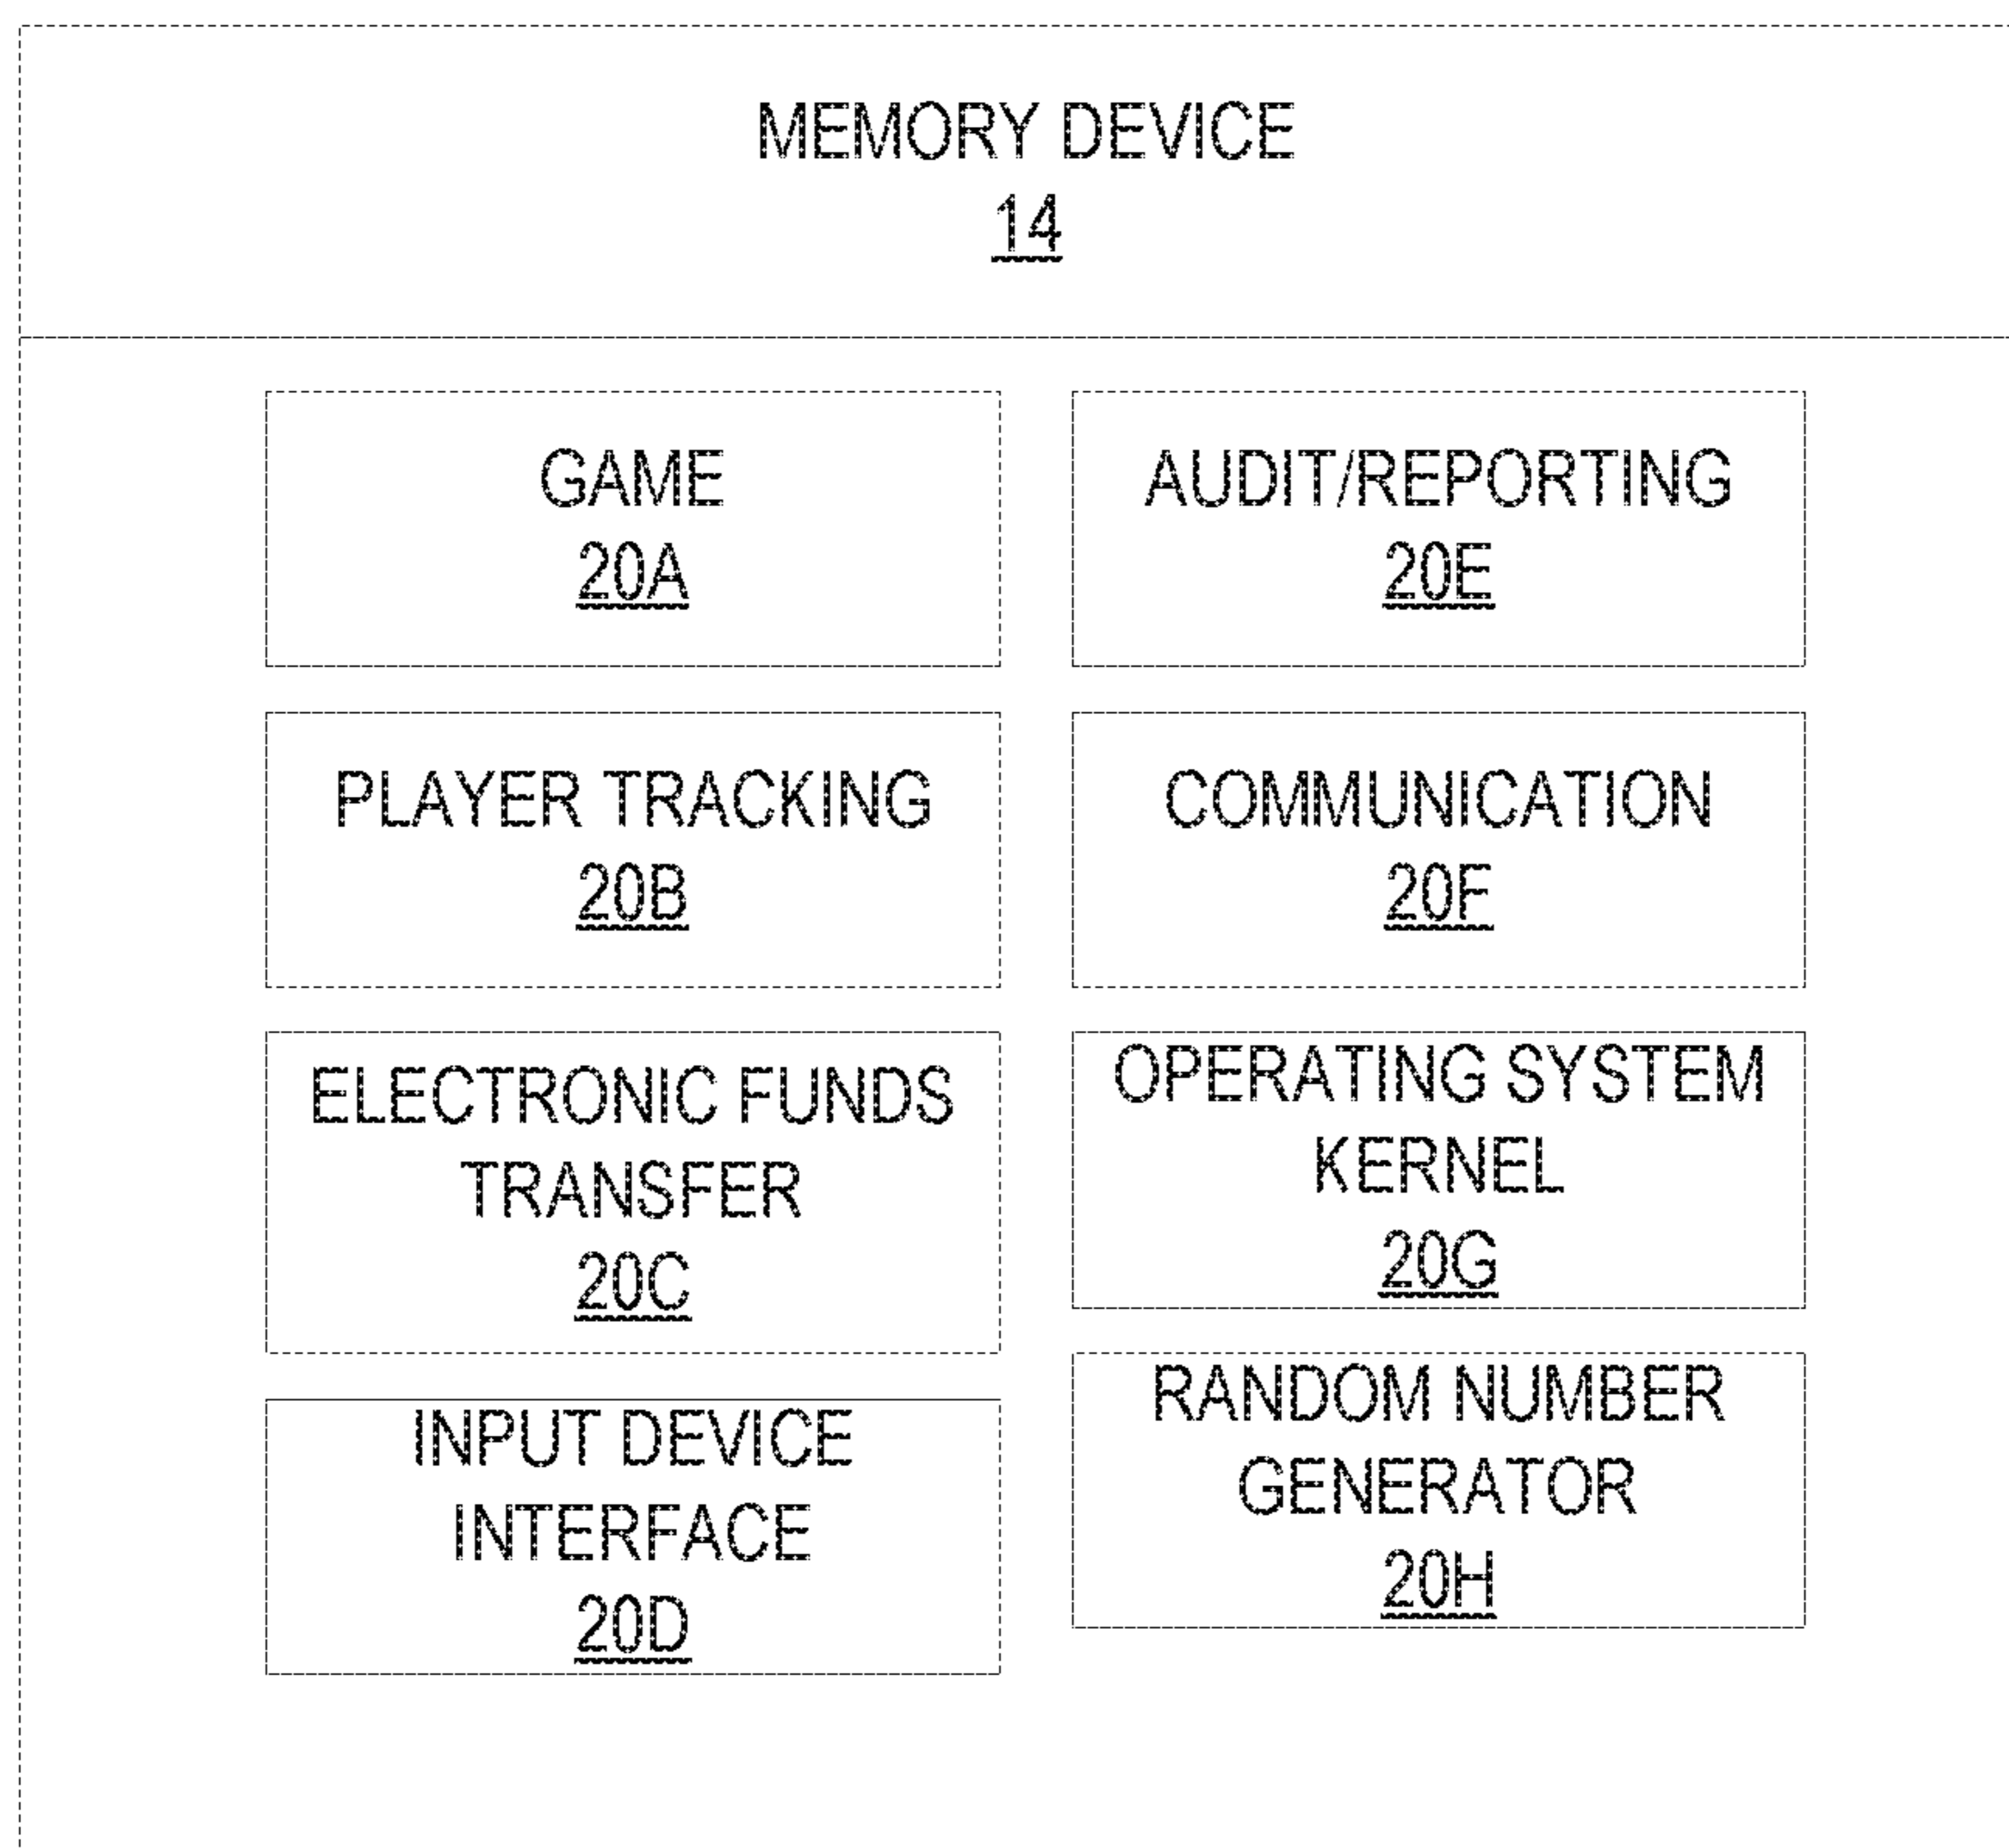 MEMORY DEVICE
14
GAME
20A
PLAYER TRACKING
20B
ELECTRONIC FUNDS
TRANSFER
20C
INPUT DEVICE
INTERFACE
20D
AUDIT/REPORTING
20E
COMMUNICATION
20F
OPERATING SYSTEM
KERNEL
20G
RANDOM NUMBER
GENERATOR
20H